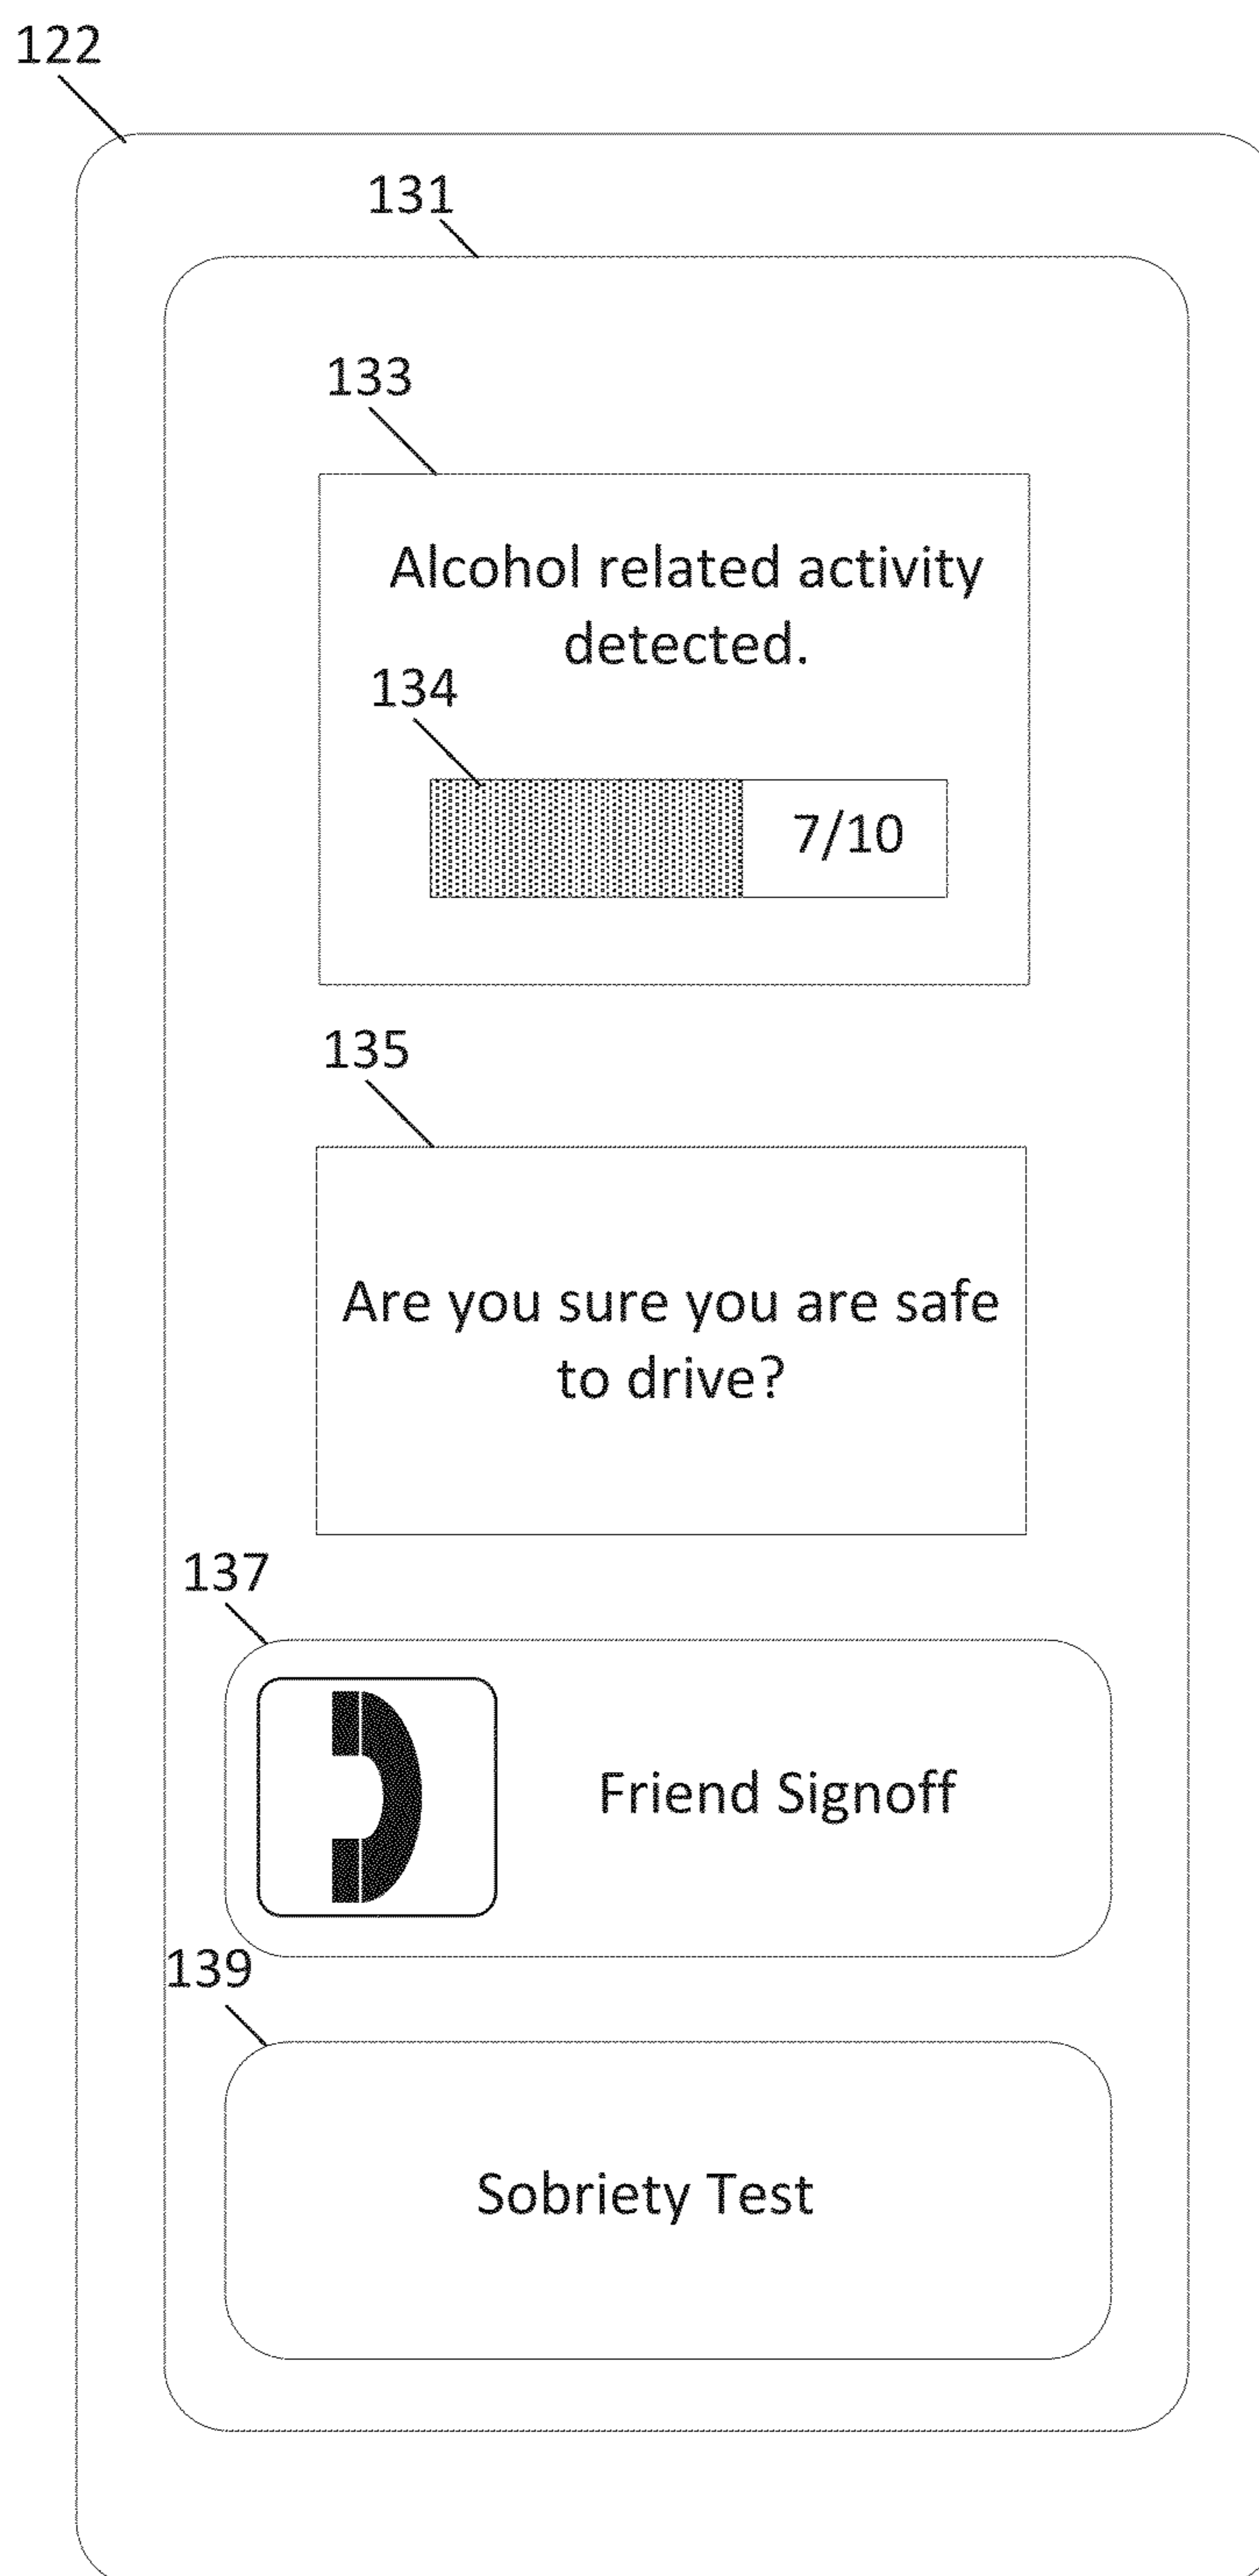 122
131
133
Alcohol related activity
detected.
134
7/10
135
Are you sure you are safe
to drive?
137
Friend Signoff
139
Sobriety Test